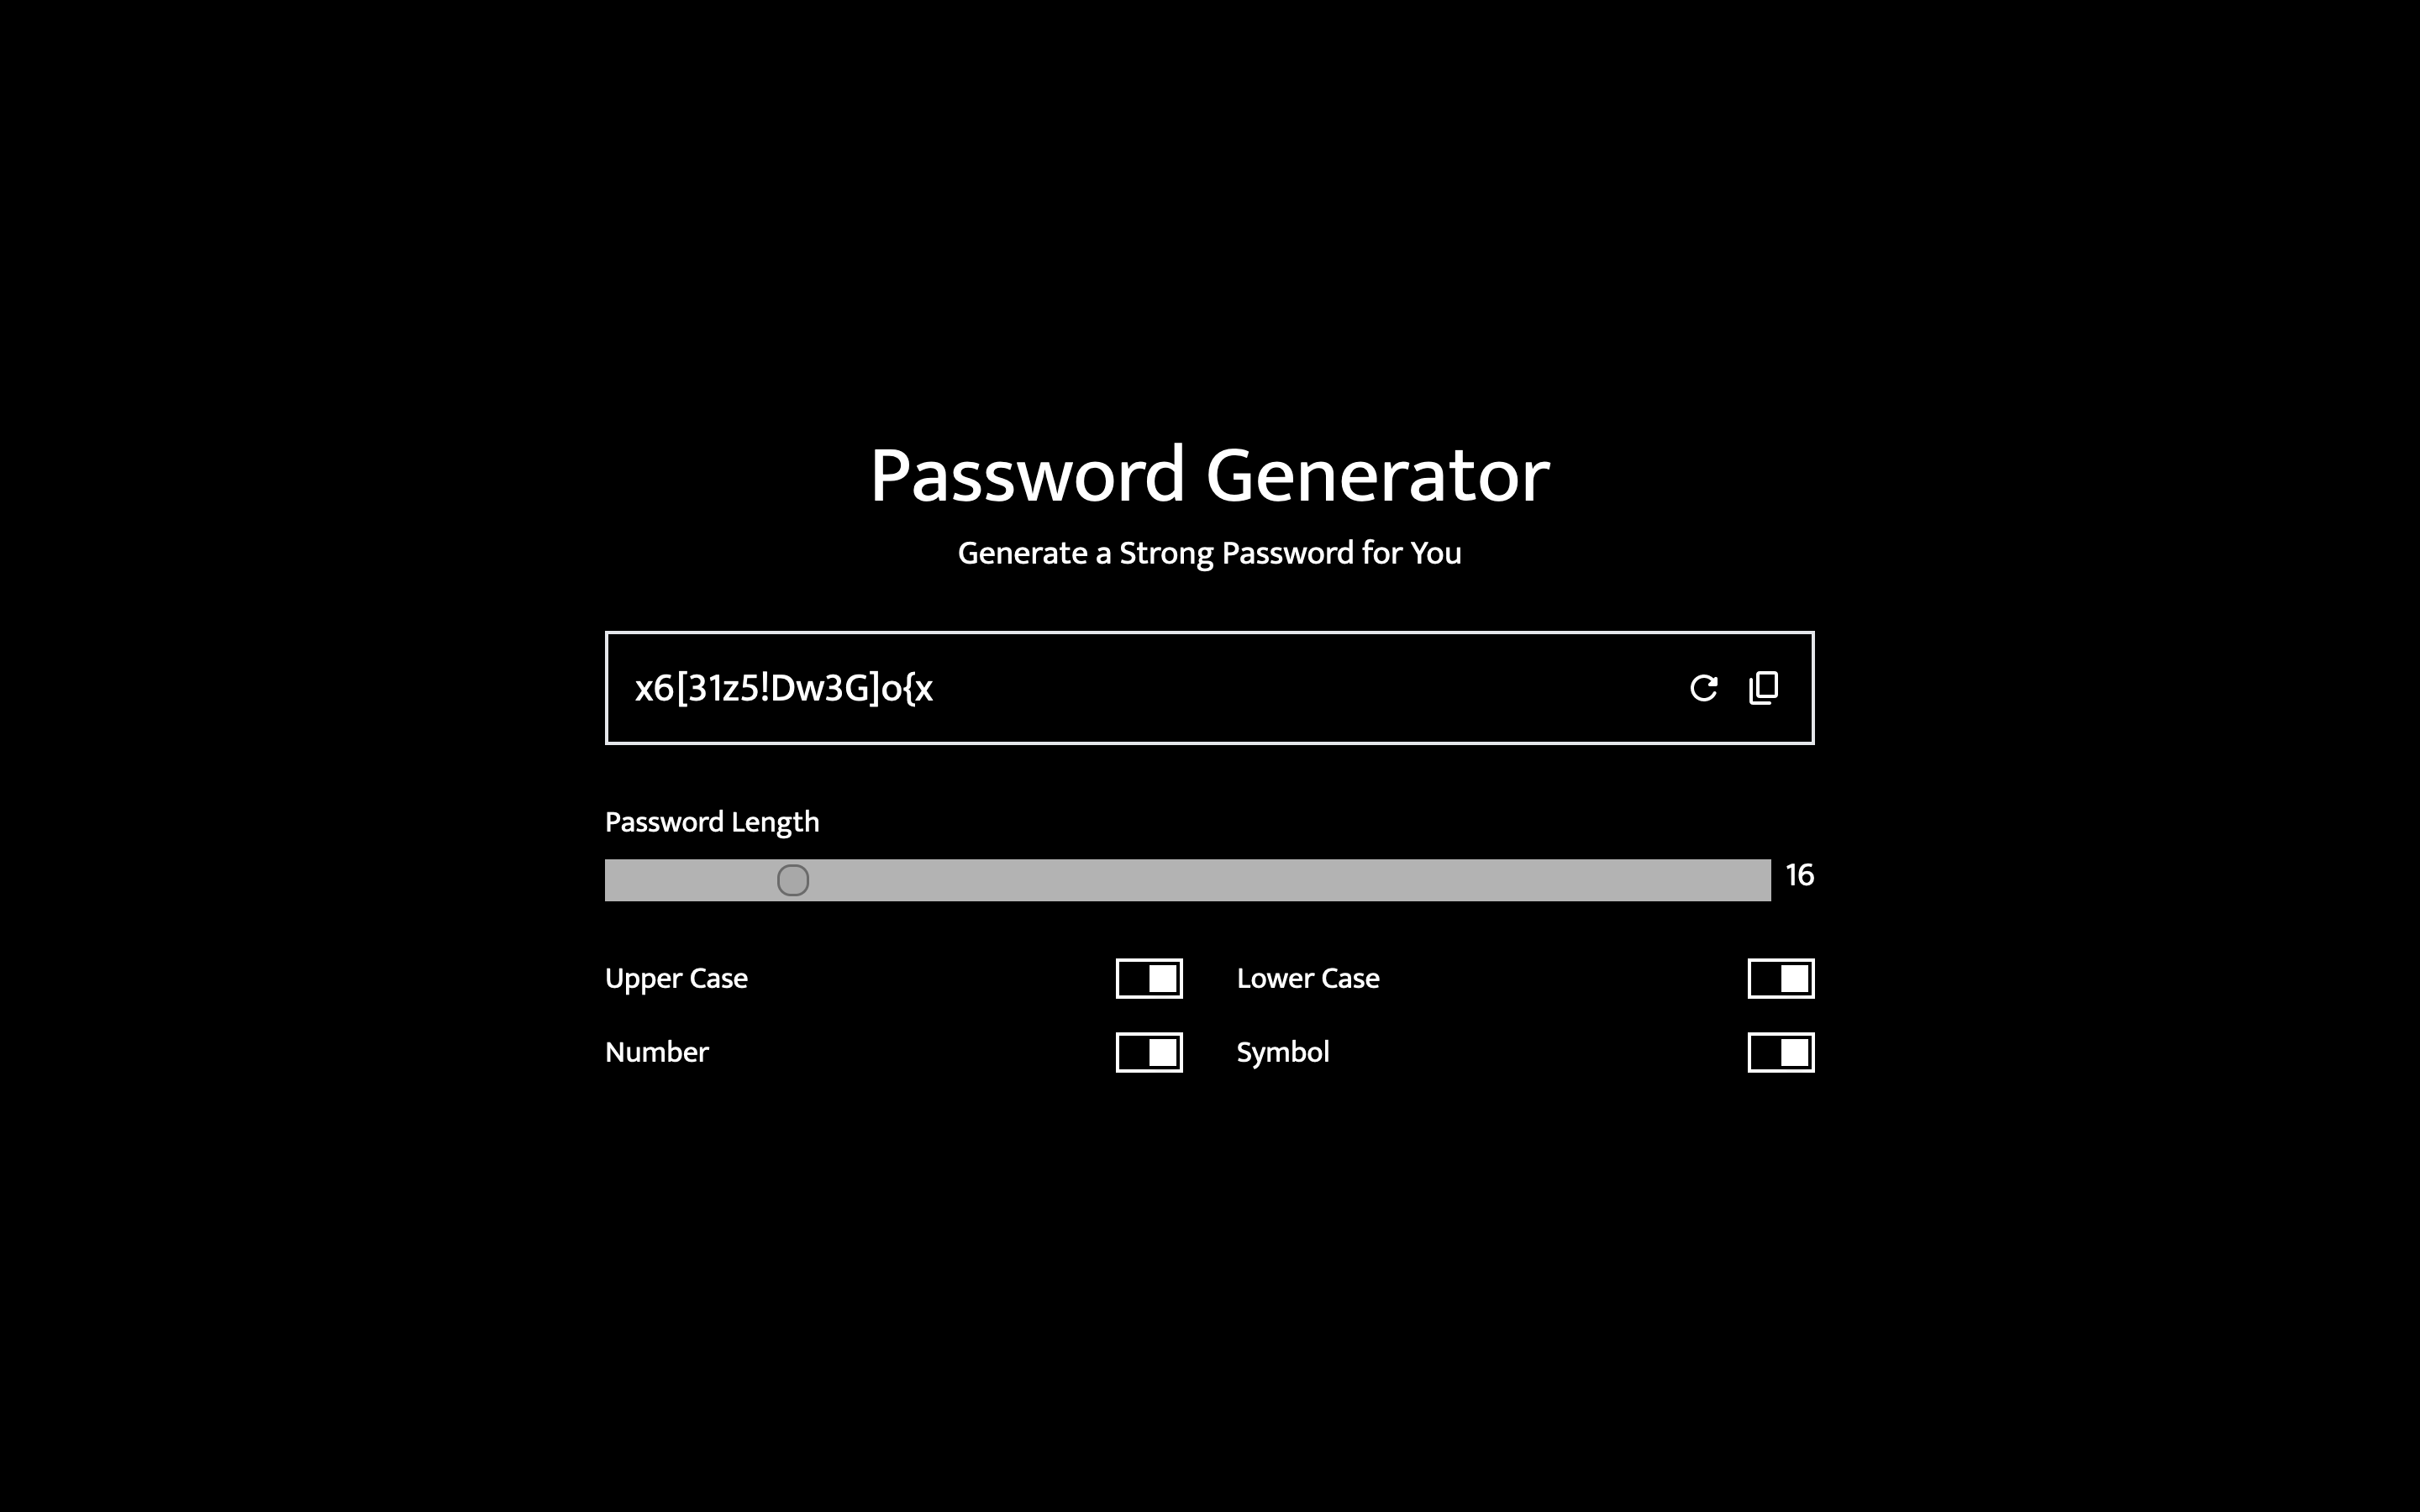 Password Generator
Generate a Strong Password for You
x6[31z5!Dw3G]o{x
Password Length
16
Upper Case
Lower Case
Number
Symbol